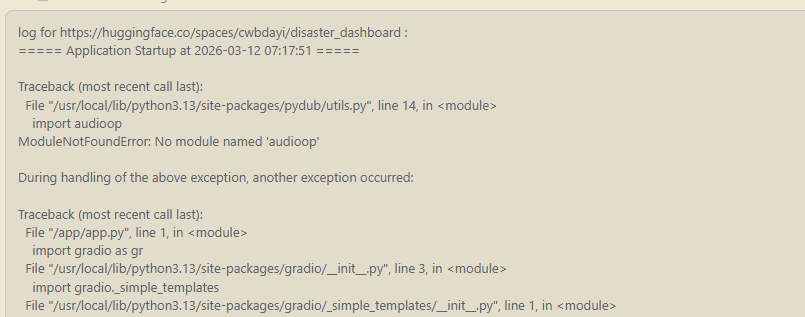 log for https://huggingface.co/spaces/cwbdayi/disaster_dashboard :
===== Application Startup at 2026-03-12 07:17:51 =====
Traceback (most recent call last):
File "/usr/local/lib/python3.13/site-packages/pydub/utils.py", line 14, in <module>
import audioop
ModuleNotFoundError: No module named 'audioop'
During handling of the above exception, another exception occurred:
Traceback (most recent call last):
File "/app/app.py", line 1, in <module>
import gradio as gr
File "/usr/local/lib/python3.13/site-packages/gradio/__init__.py", line 3, in <module>
import gradio._simple_templates
File "/usr/local/lib/python3.13/site-packages/gradio/_simple_templates/__init__.py", line 1, in <module>